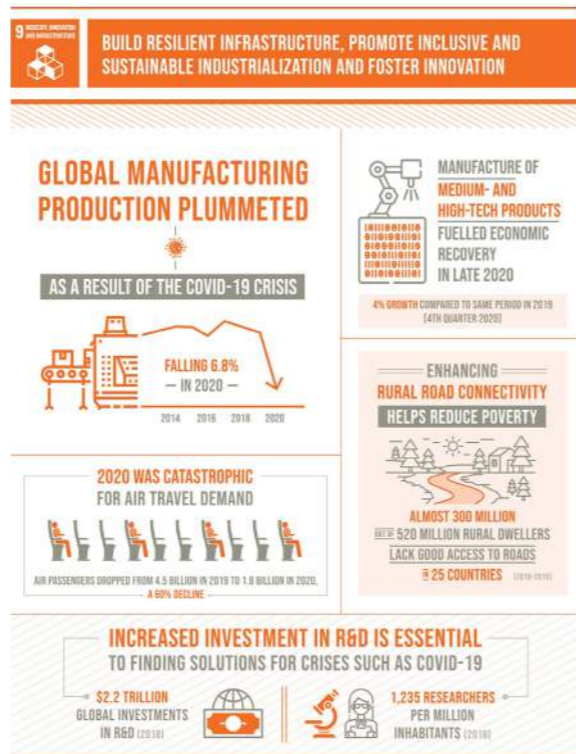 9 INDUSTRY, INNOVATION
AND INFRASTRUCTURE
BUILD RESILIENT INFRASTRUCTURE, PROMOTE INCLUSIVE AND
SUSTAINABLE INDUSTRIALIZATION AND FOSTER INNOVATION
GLOBAL MANUFACTURING
PRODUCTION PLUMMETED
AS A RESULT OF THE COVID-19 CRISIS
FALLING 6.8%
IN 2020
2014 2016 2018 2020
MANUFACTURE OF
MEDIUM- AND
HIGH-TECH PRODUCTS
FUELLED ECONOMIC
RECOVERY
IN LATE 2020
4% GROWTH COMPARED TO SAME PERIOD IN 2019
(4TH QUARTER 2020)
ENHANCING
RURAL ROAD CONNECTIVITY
HELPS REDUCE POVERTY
ALMOST 300 MILLION
OUT OF 520 MILLION RURAL DWELLERS
LACK GOOD ACCESS TO ROADS
IN 25 COUNTRIES
2020 WAS CATASTROPHIC
FOR AIR TRAVEL DEMAND
AIR PASSENGERS DROPPED FROM 4.5 BILLION IN 2019 TO 1.8 BILLION IN 2020,
A 60% DECLINE
INCREASED INVESTMENT IN R&D IS ESSENTIAL
TO FINDING SOLUTIONS FOR CRISES SUCH AS COVID-19
$2.2 TRILLION
GLOBAL INVESTMENTS
IN R&D
1,235 RESEARCHERS
PER MILLION
INHABITANTS